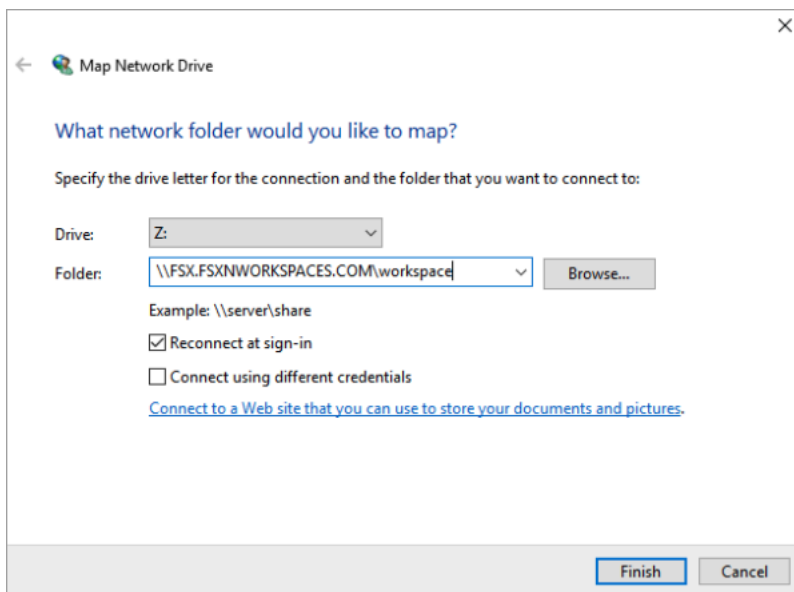 Map Network Drive
What network folder would you like to map?
Specify the drive letter for the connection and the folder that you want to connect to:
Drive: Z:
Folder: \\FSX.FSXNWORKSPACES.COM\workspace Browse...
Example: \\server\share
Reconnect at sign-in
Connect using different credentials
Connect to a Web site that you can use to store your documents and pictures.
Finish Cancel